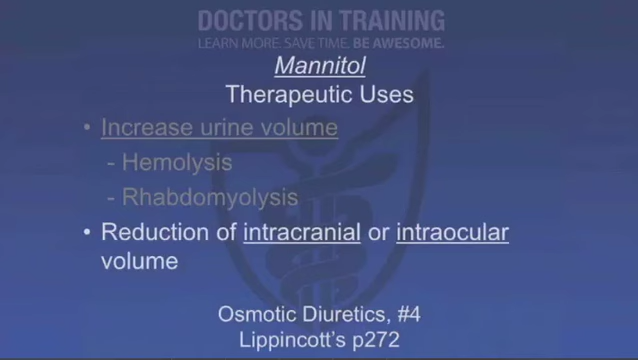 DOCTORS IN TRAINING
LEARN MORE. SAVE TIME. BE AWESOME.
Mannitol
Therapeutic Uses
• Increase urine volume
- Hemolysis
- Rhabdomyolysis
• Reduction of intracranial or intraocular
volume
Osmotic Diuretics, #4
Lippincott's p272